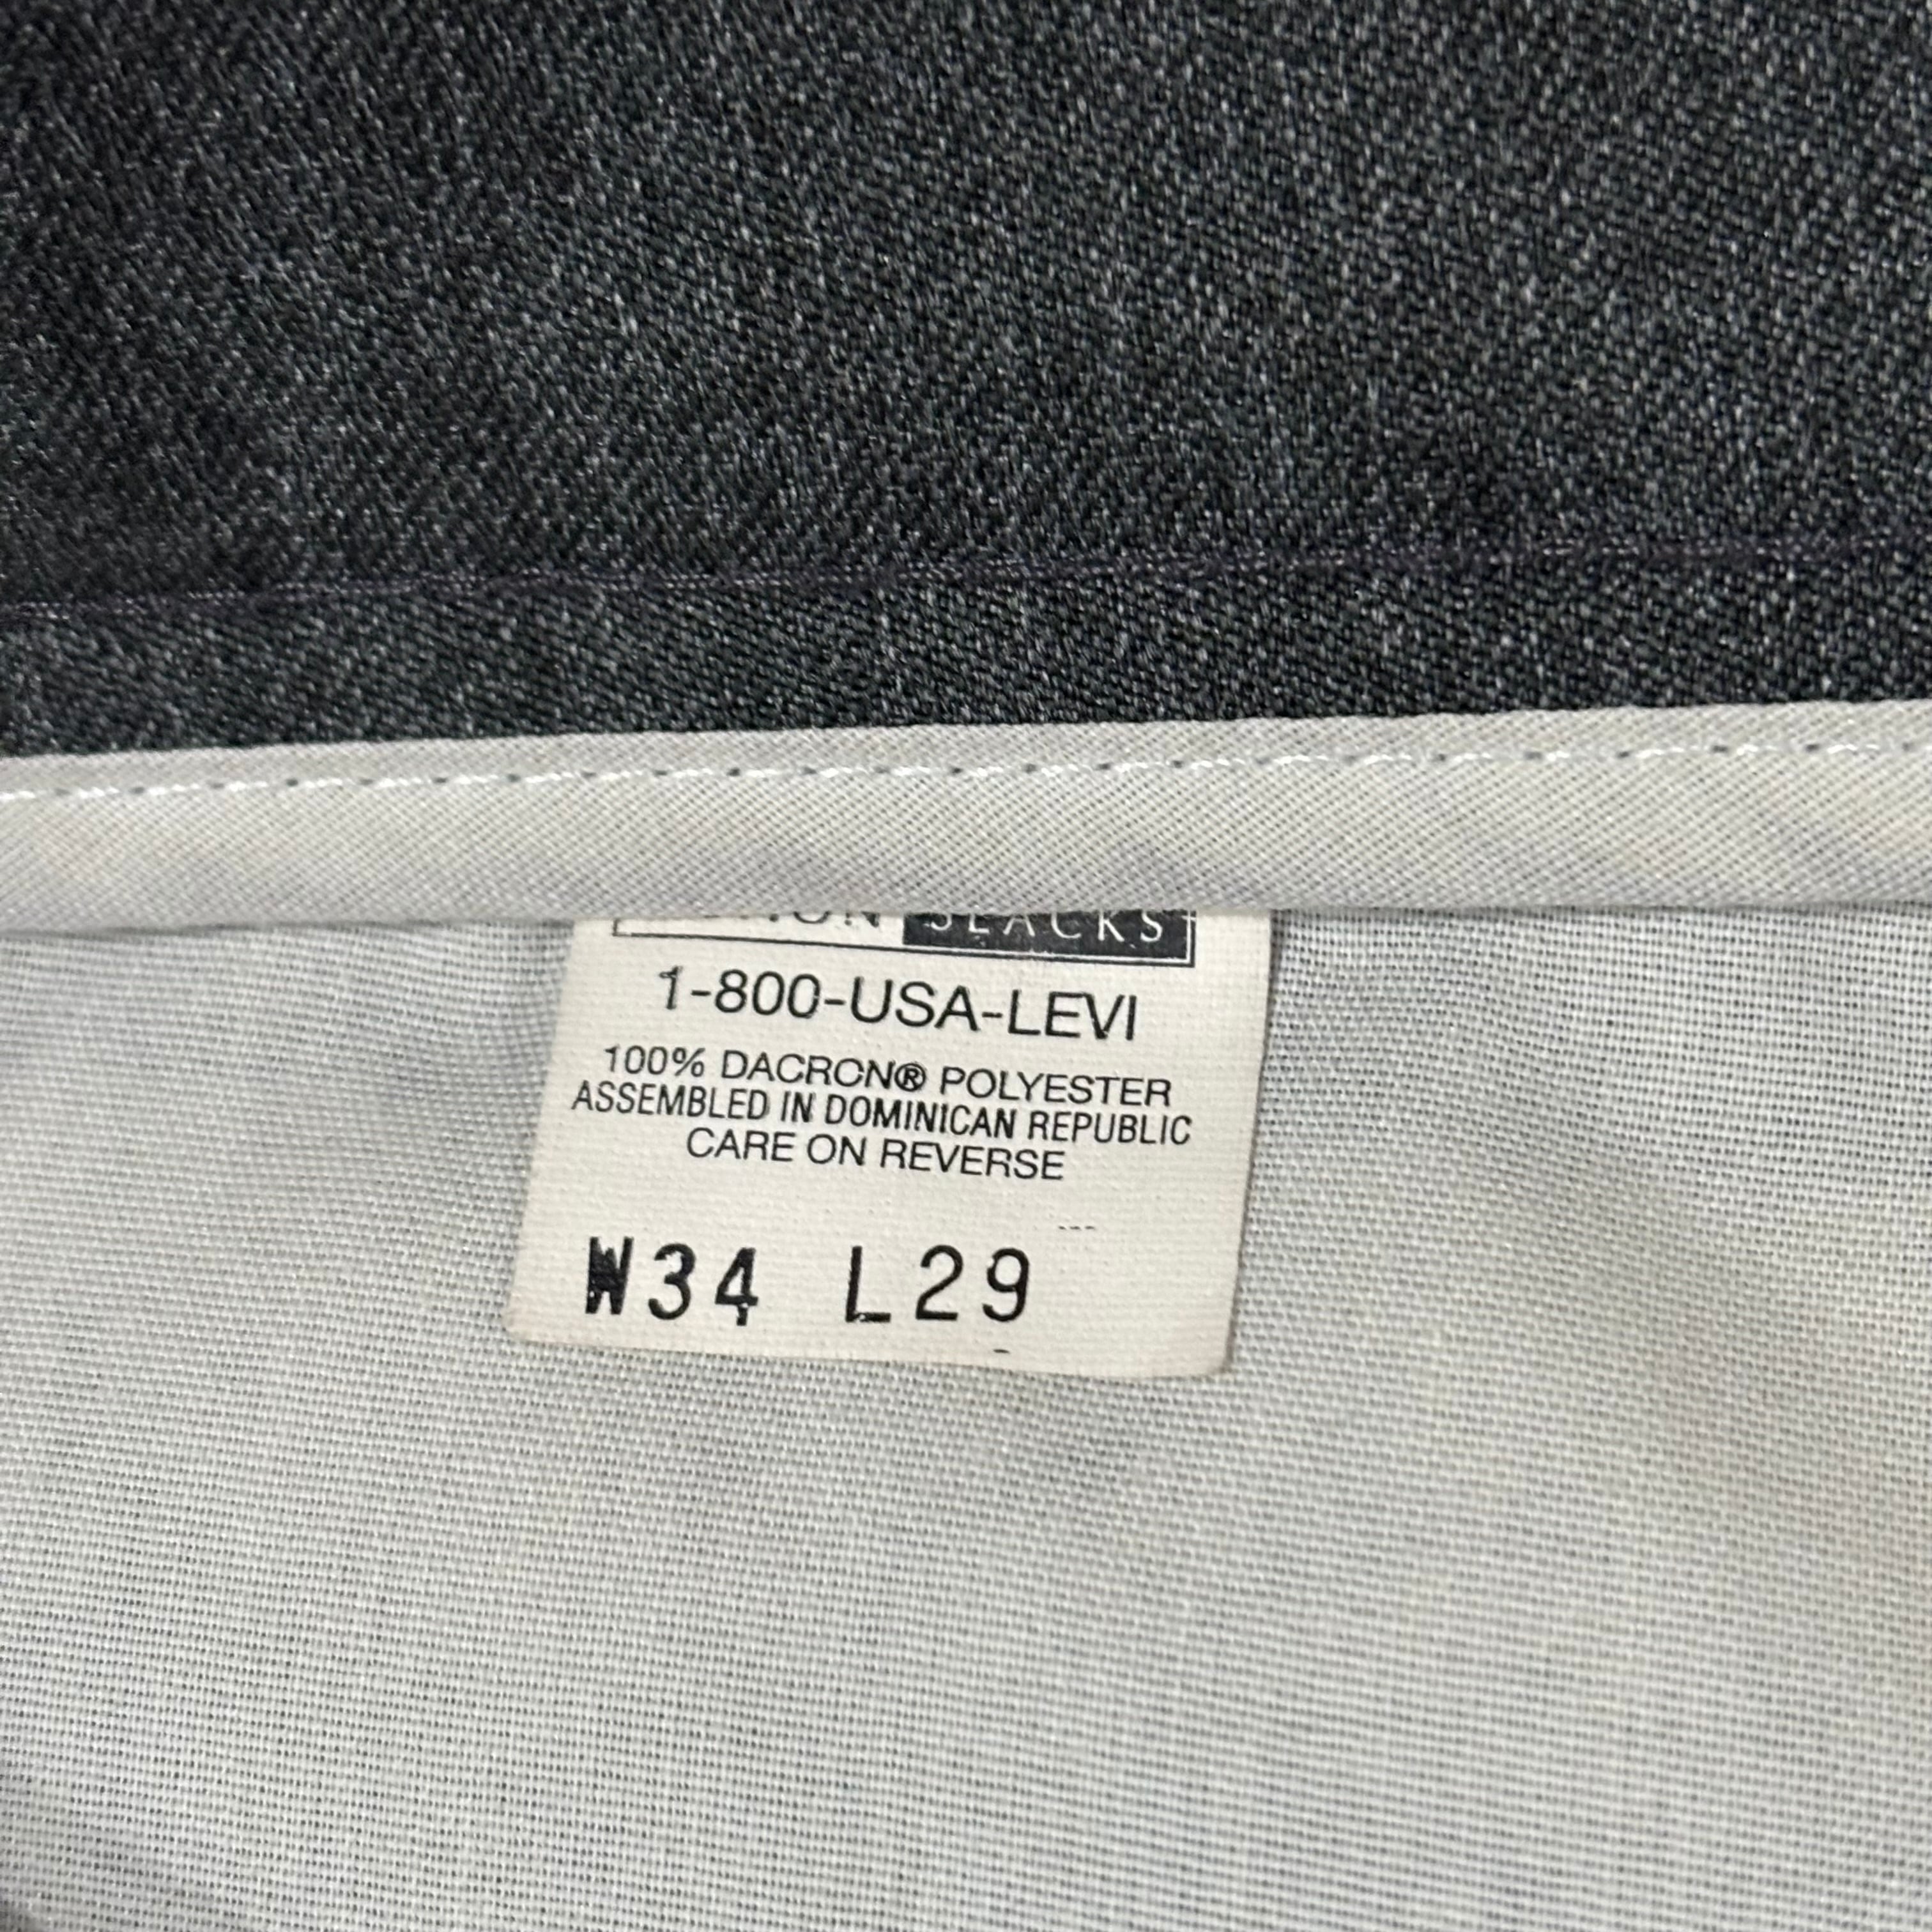 SLACKS
1-800-USA-LEVI
100% DACRON® POLYESTER
ASSEMBLED IN DOMINICAN REPUBLIC
CARE ON REVERSE
W34 L29